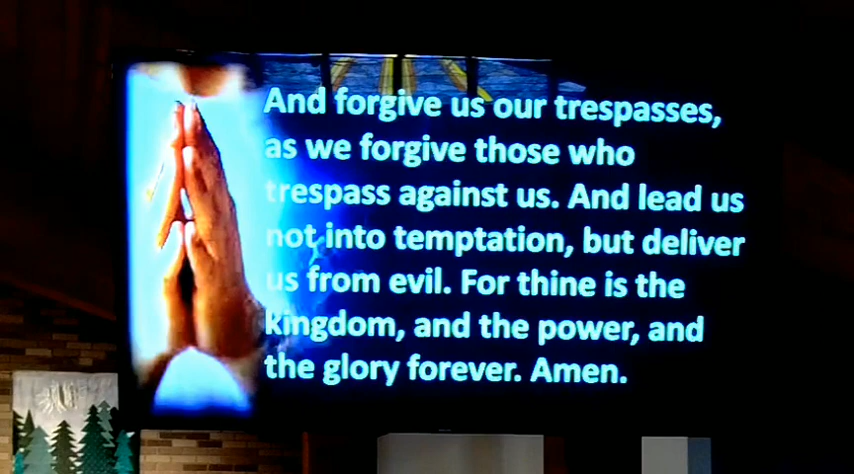 And forgive us our trespasses,
as we forgive those who
trespass against us. And lead us
not into temptation, but deliver
us from evil. For thine is the
kingdom, and the power, and
the glory forever. Amen.